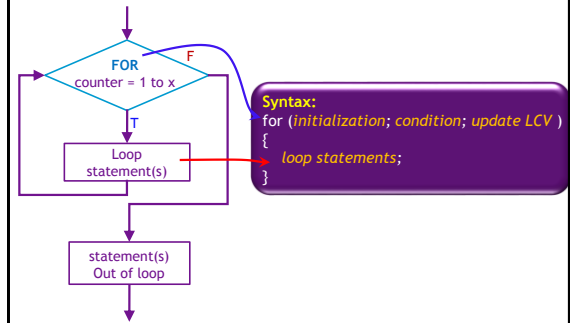 F
FOR
counter = 1 to x
T
Loop
statement(s)
statement(s)
Out of loop
Syntax:
for (initialization; condition; update LCV )
{
loop statements;
}